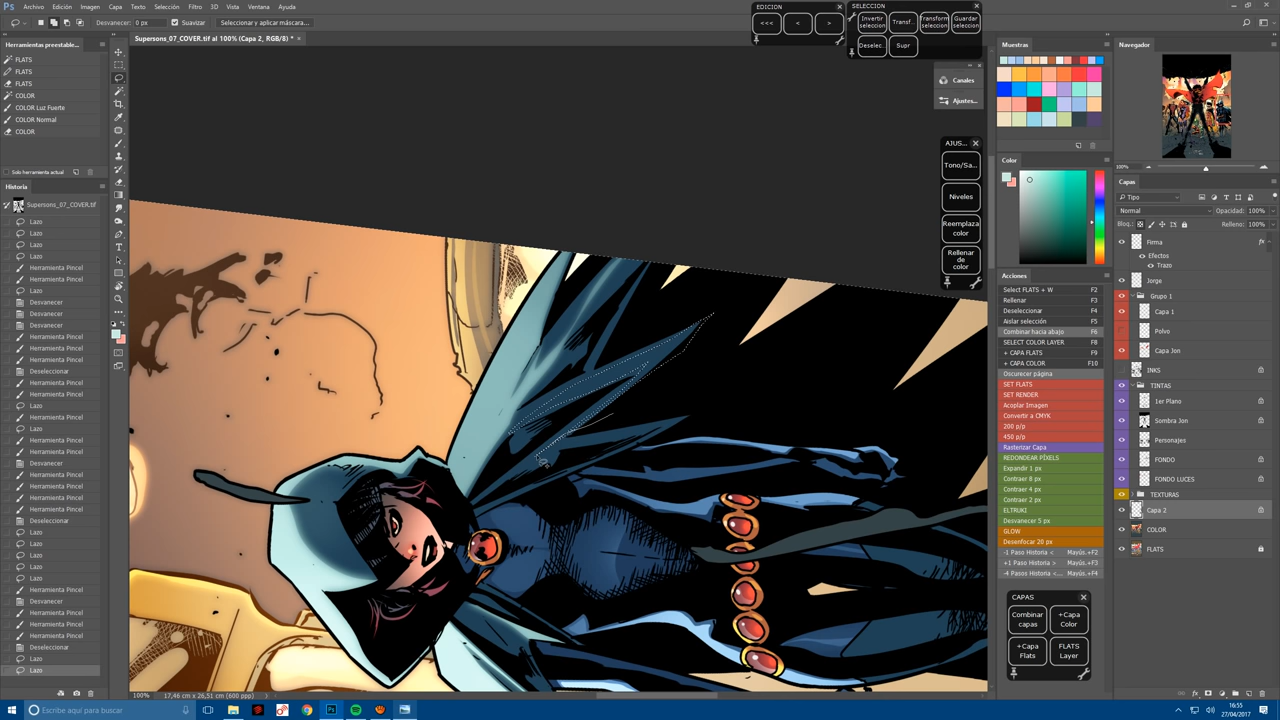 Ps Archivo Edición Imagen Capa Texto Selección Filtro 3D Vista Ventana Ayuda
Desvanecer: 0 px Suavizar Seleccionar y aplicar máscara...
EDICION
<<< < >
SELECCION
Invertir seleccion
Transf...
Transform seleccion
Guardar seleccion
Deselec...
Supr
Herramientas preestable...
FLATS
FLATS
FLATS
COLOR
COLOR Luz Fuerte
COLOR Normal
COLOR
Solo herramienta actual
Historia
Supersons_07_COVER.tif
Lazo
Lazo
Lazo
Lazo
Herramienta Pincel
Herramienta Pincel
Lazo
Desvanecer
Desvanecer
Desvanecer
Herramienta Pincel
Herramienta Pincel
Herramienta Pincel
Deseleccionar
Herramienta Pincel
Herramienta Pincel
Lazo
Herramienta Pincel
Lazo
Herramienta Pincel
Herramienta Pincel
Desvanecer
Herramienta Pincel
Herramienta Pincel
Herramienta Pincel
Herramienta Pincel
Deseleccionar
Lazo
Lazo
Lazo
Lazo
Lazo
Herramienta Pincel
Desvanecer
Herramienta Pincel
Herramienta Pincel
Herramienta Pincel
Deseleccionar
Lazo
Lazo
Supersons_07_COVER.tif al 100% (Capa 2, RGB/8) * ×
100% 17,46 cm x 26,51 cm (600 ppp)
Canales
Ajustes...
AJUS...
Tono/Sa...
Niveles
Reemplaza color
Rellenar de color
Muestras
Color
Acciones
Select FLATS + W F2
Rellenar F3
Deseleccionar F4
Aislar selección F5
Combinar hacia abajo F6
SELECT COLOR LAYER F8
+ CAPA FLATS F9
+ CAPA COLOR F10
Oscurecer página
SET FLATS
SET RENDER
Acoplar Imagen
Convertir a CMYK
200 p/p
450 p/p
Rasterizar Capa
REDONDEAR PÍXELS
Expandir 1 px
Contraer 8 px
Contraer 4 px
Contraer 2 px
ELTRUKI
Desvanecer 5 px
GLOW
Desenfocar 20 px
-1 Paso Historia < Mayús.+F2
+1 Paso Historia > Mayús.+F3
-4 Pasos Historia <... Mayús.+F4
CAPAS
Combinar capas
+Capa Color
+Capa Flats
FLATS Layer
Navegador
100%
Capas
Tipo
Normal Opacidad: 100%
Bloq.: Relleno: 100%
Firma fx
Efectos
Trazo
Jorge
Grupo 1
Capa 1
Polvo
Capa Jon
INKS
TINTAS
1er Plano
Sombra Jon
Personajes
FONDO
FONDO LUCES
TEXTURAS
Capa 2
COLOR
FLATS
Escribe aquí para buscar
16:55
27/04/2017